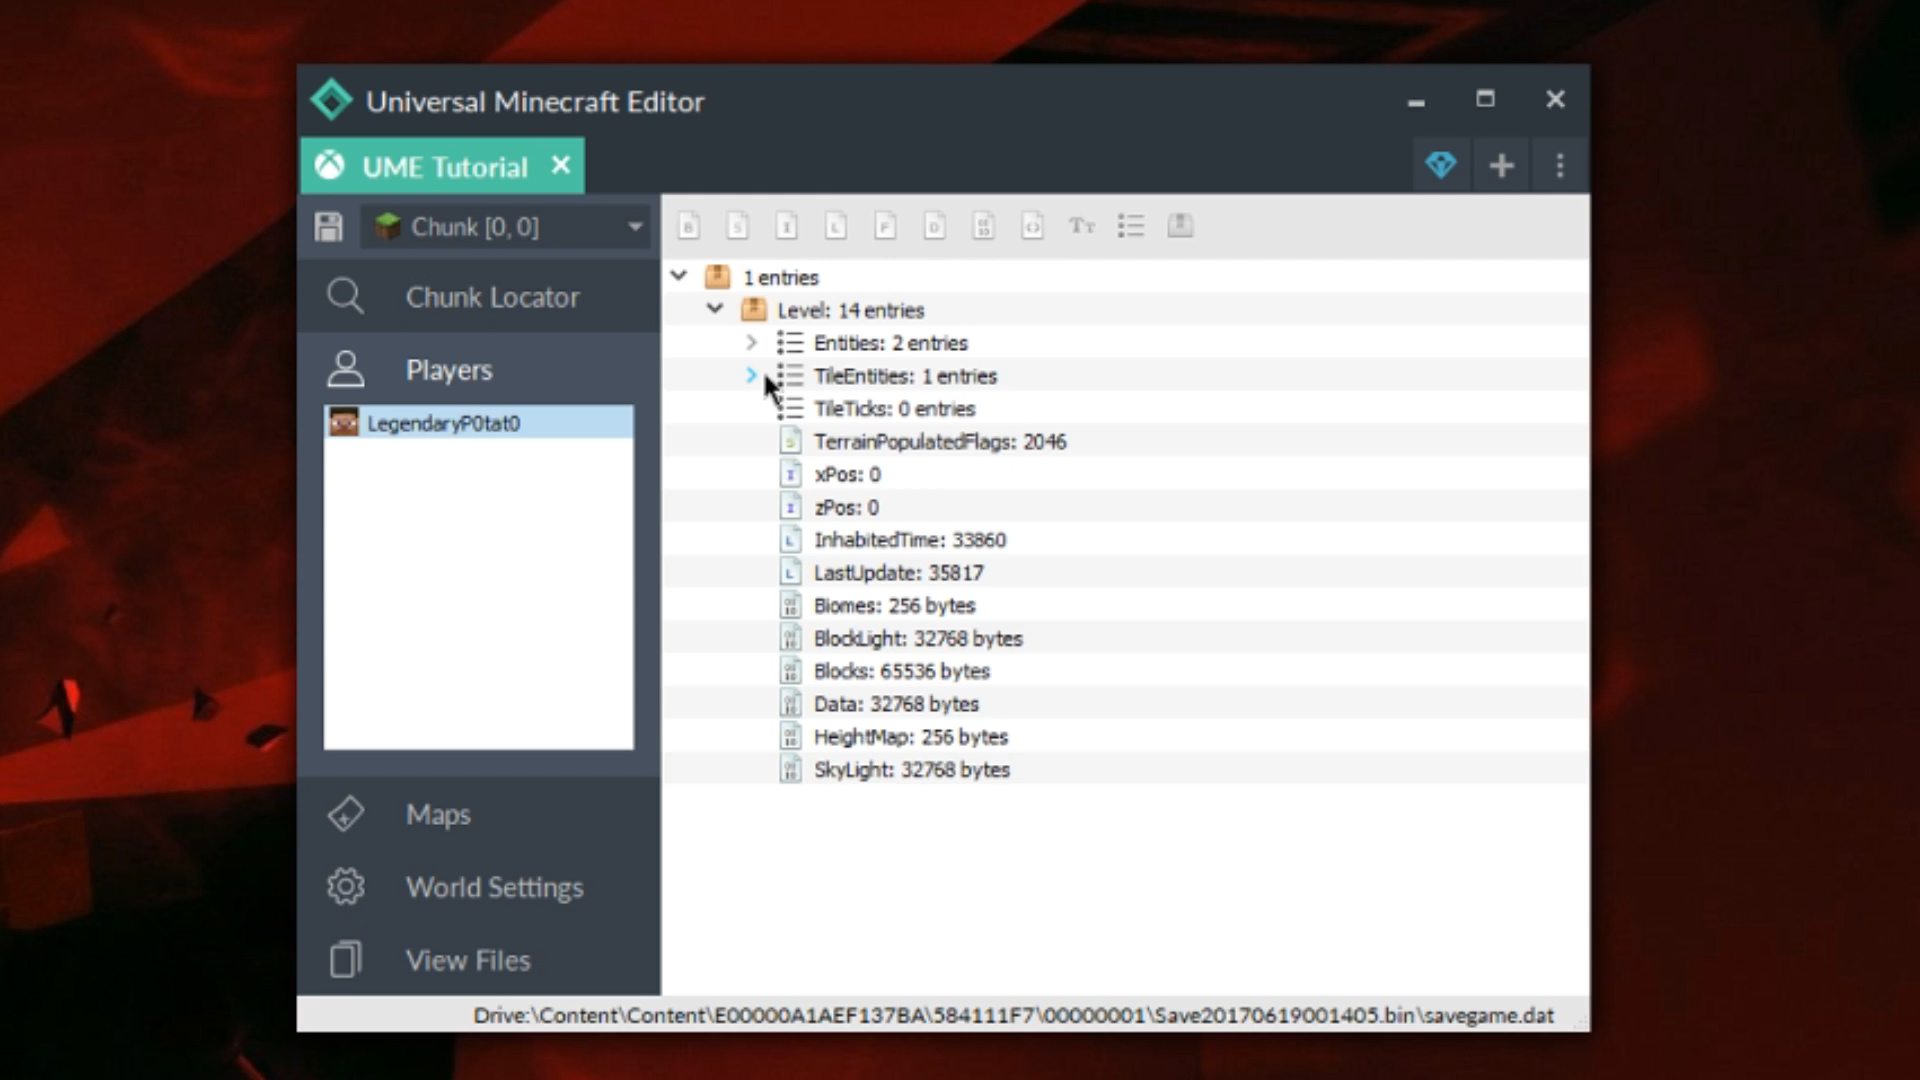 Universal Minecraft Editor
UME Tutorial
Chunk [0, 0]
Chunk Locator
Players
LegendaryP0tat0
Maps
World Settings
View Files
1 entries
Level: 14 entries
Entities: 2 entries
TileEntities: 1 entries
TileTicks: 0 entries
TerrainPopulatedFlags: 2046
xPos: 0
zPos: 0
InhabitedTime: 33860
LastUpdate: 35817
Biomes: 256 bytes
BlockLight: 32768 bytes
Blocks: 65536 bytes
Data: 32768 bytes
HeightMap: 256 bytes
SkyLight: 32768 bytes
Drive:\Content\Content\E00000A1AEF137BA\584111F7\00000001\Save20170619001405.bin\savegame.dat